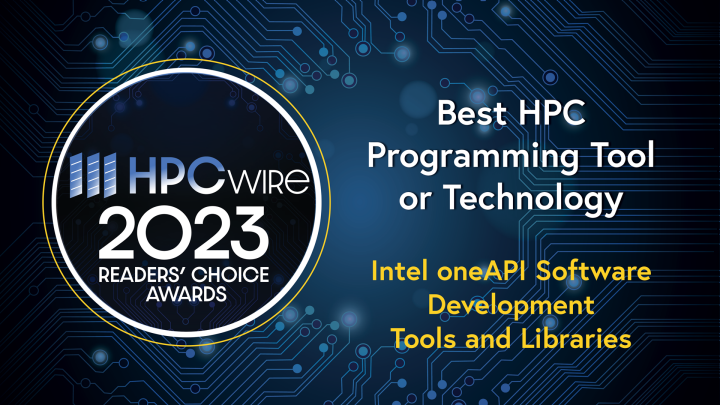 HPCWIRE
2023
READERS' CHOICE
AWARDS
Best HPC
Programming Tool
or Technology
Intel oneAPI Software
Development
Tools and Libraries